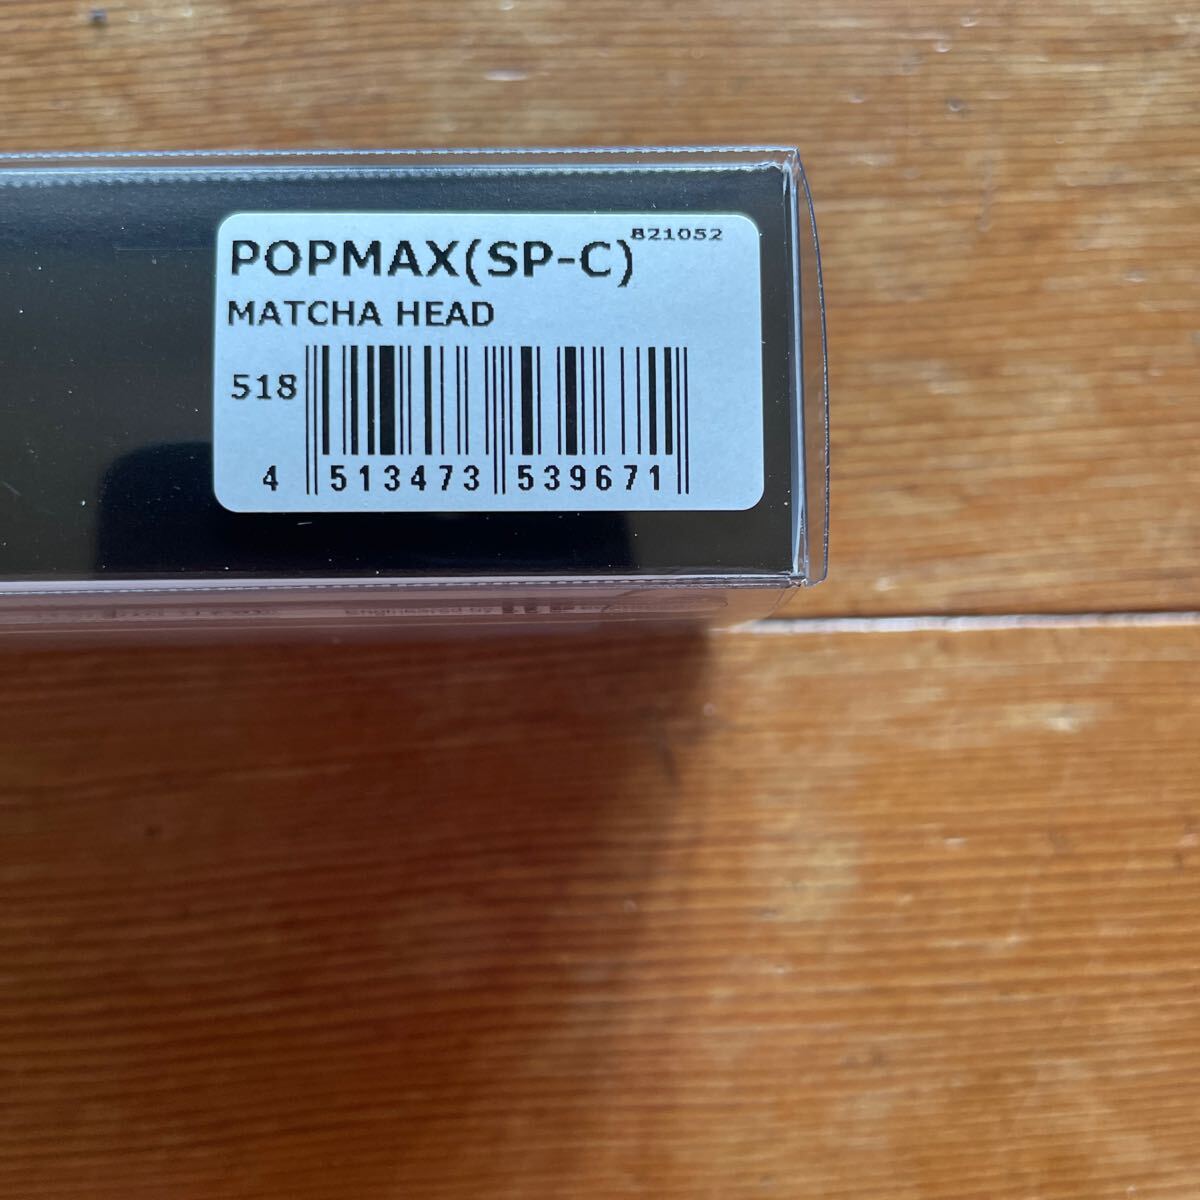 821052
POPMAX(SP-C)
MATCHA HEAD
518
4 513473 539671